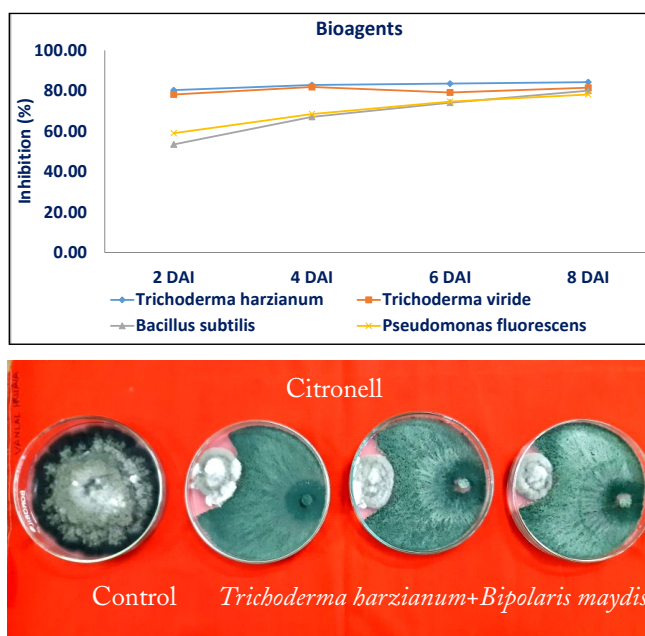 Bioagents
100.00
80.00
60.00
40.00
20.00
0.00
Inhibition (%)
2 DAI 4 DAI 6 DAI 8 DAI
Trichoderma harzianum Trichoderma viride
Bacillus subtilis Pseudomonas fluorescens
Citronell
Control Trichoderma harzianum+Bipolaris maydis